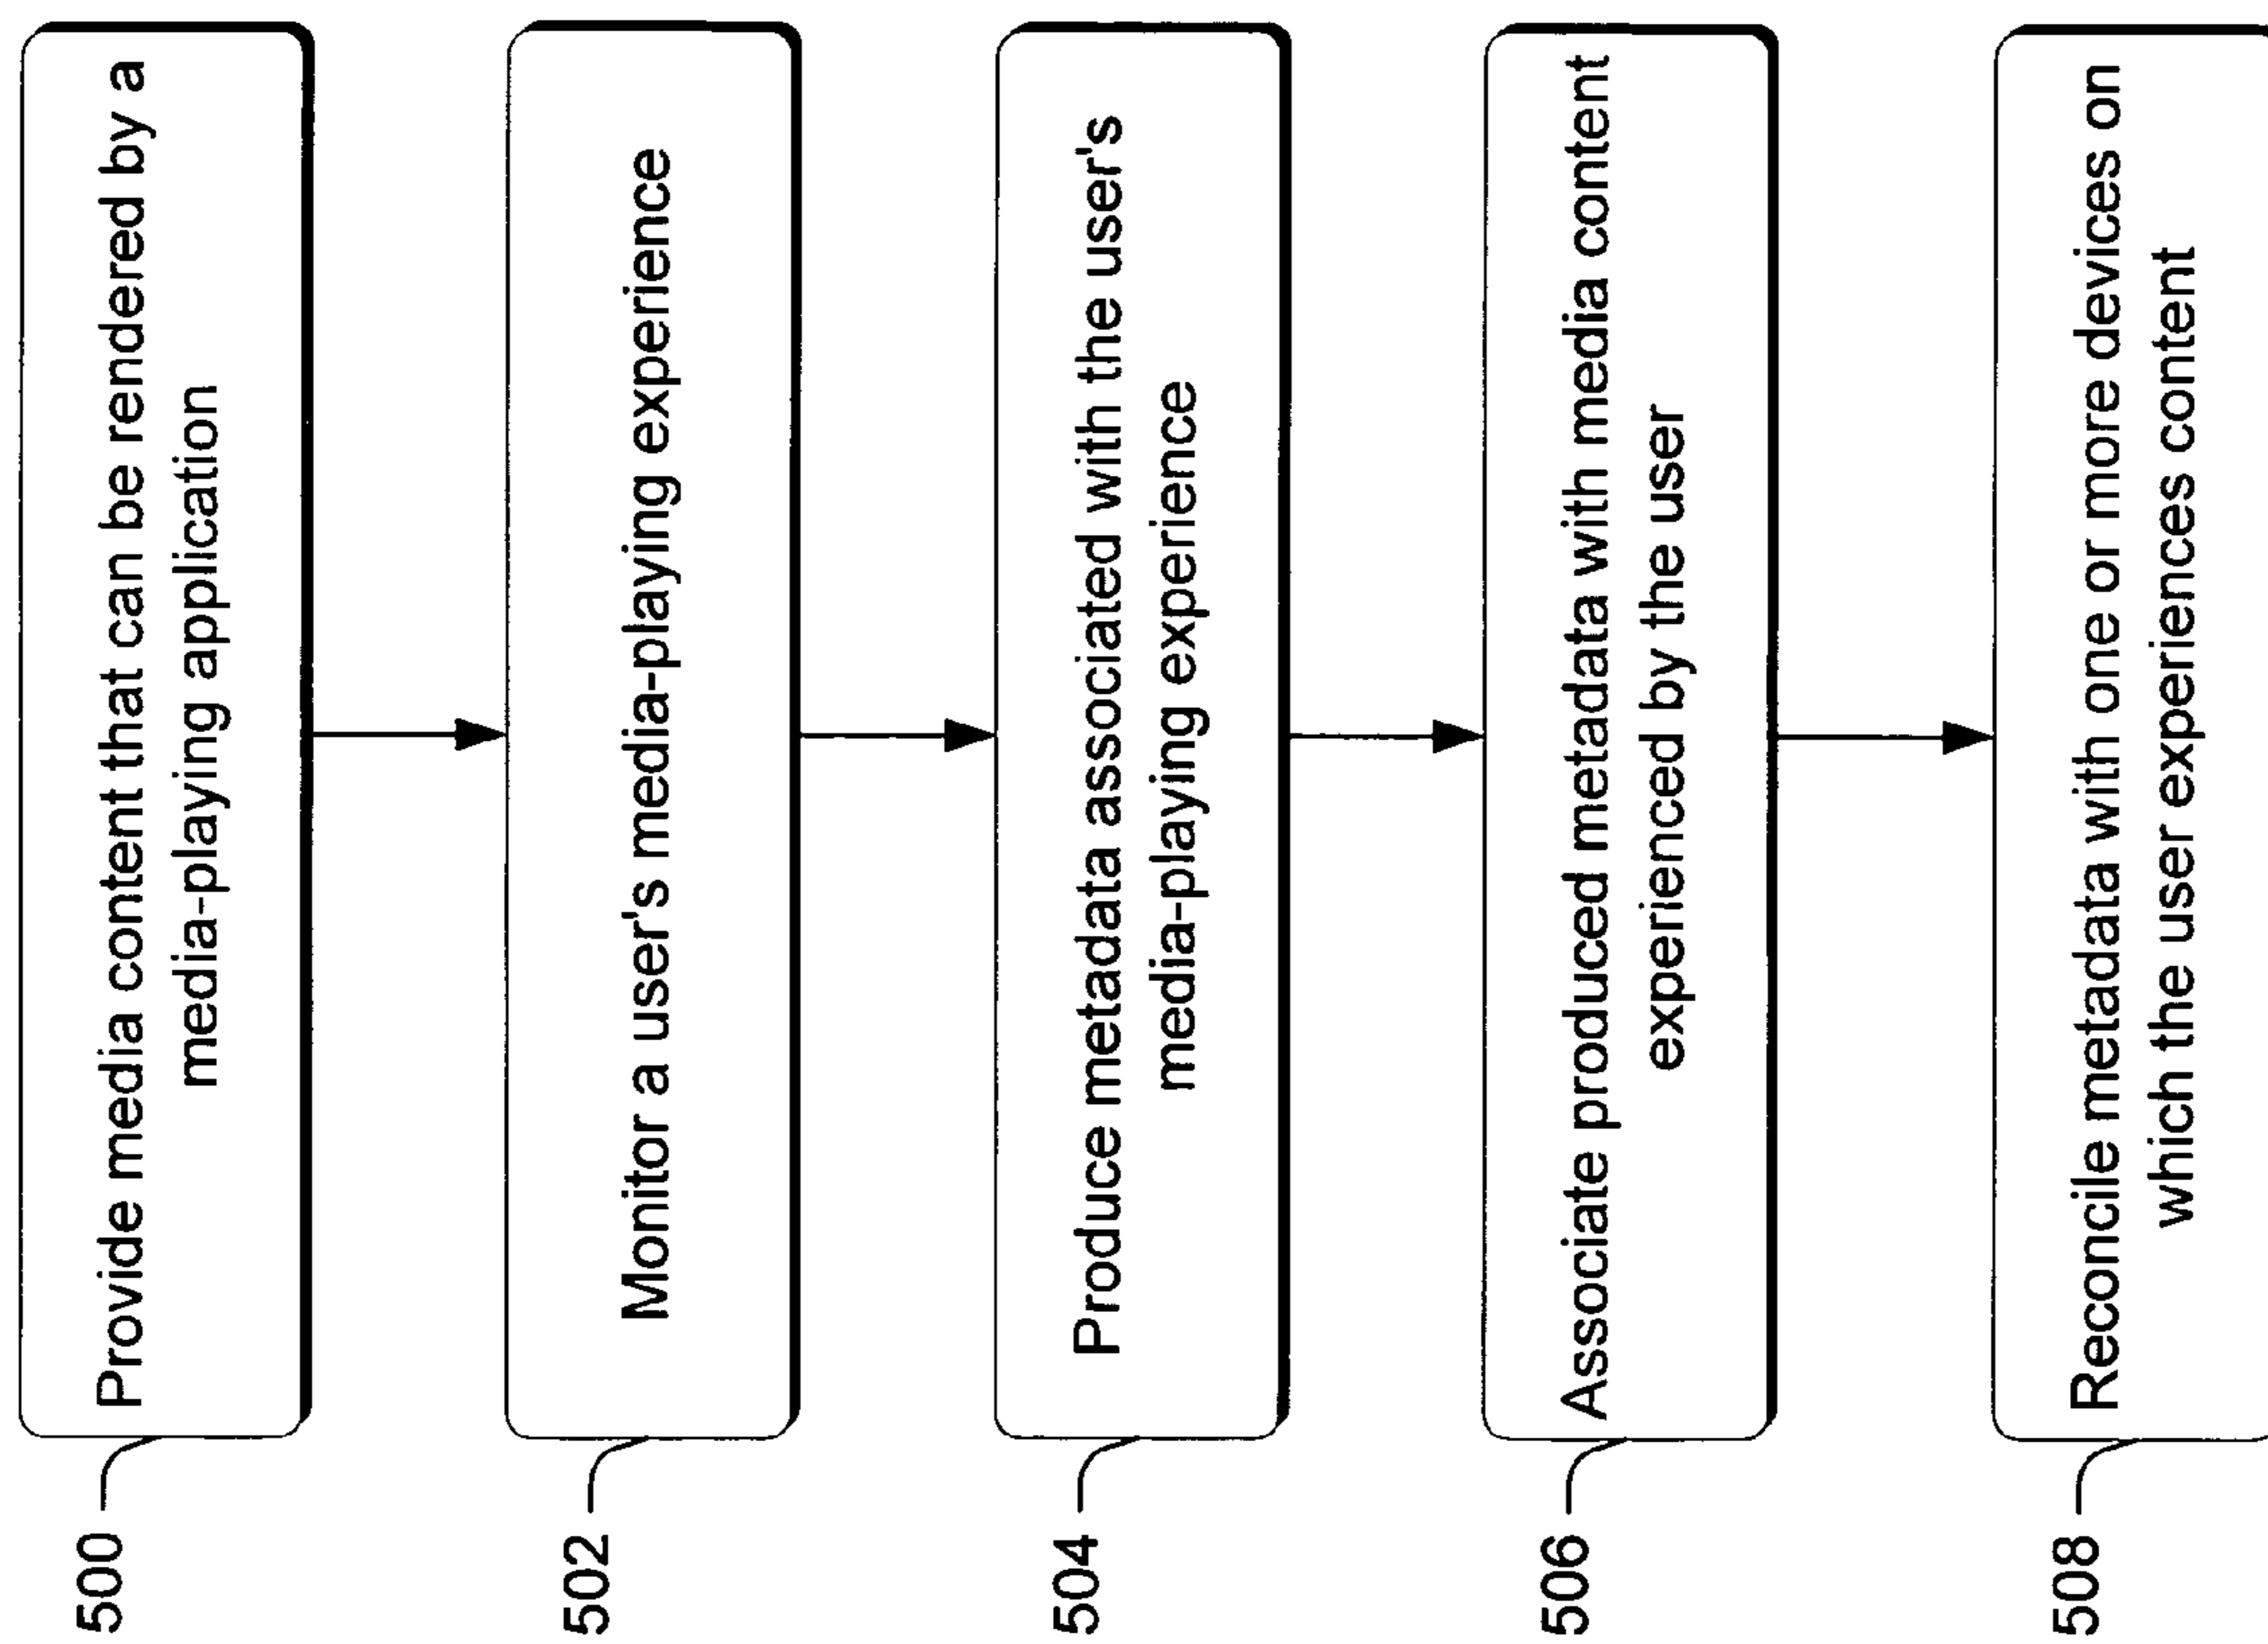 500
Provide media content that can be rendered by a
media-playing application
502
Monitor a user's media-playing experience
504
Produce metadata associated with the user's
media-playing experience
506
Associate produced metadata with media content
experienced by the user
508
Reconcile metadata with one or more devices on
which the user experiences content